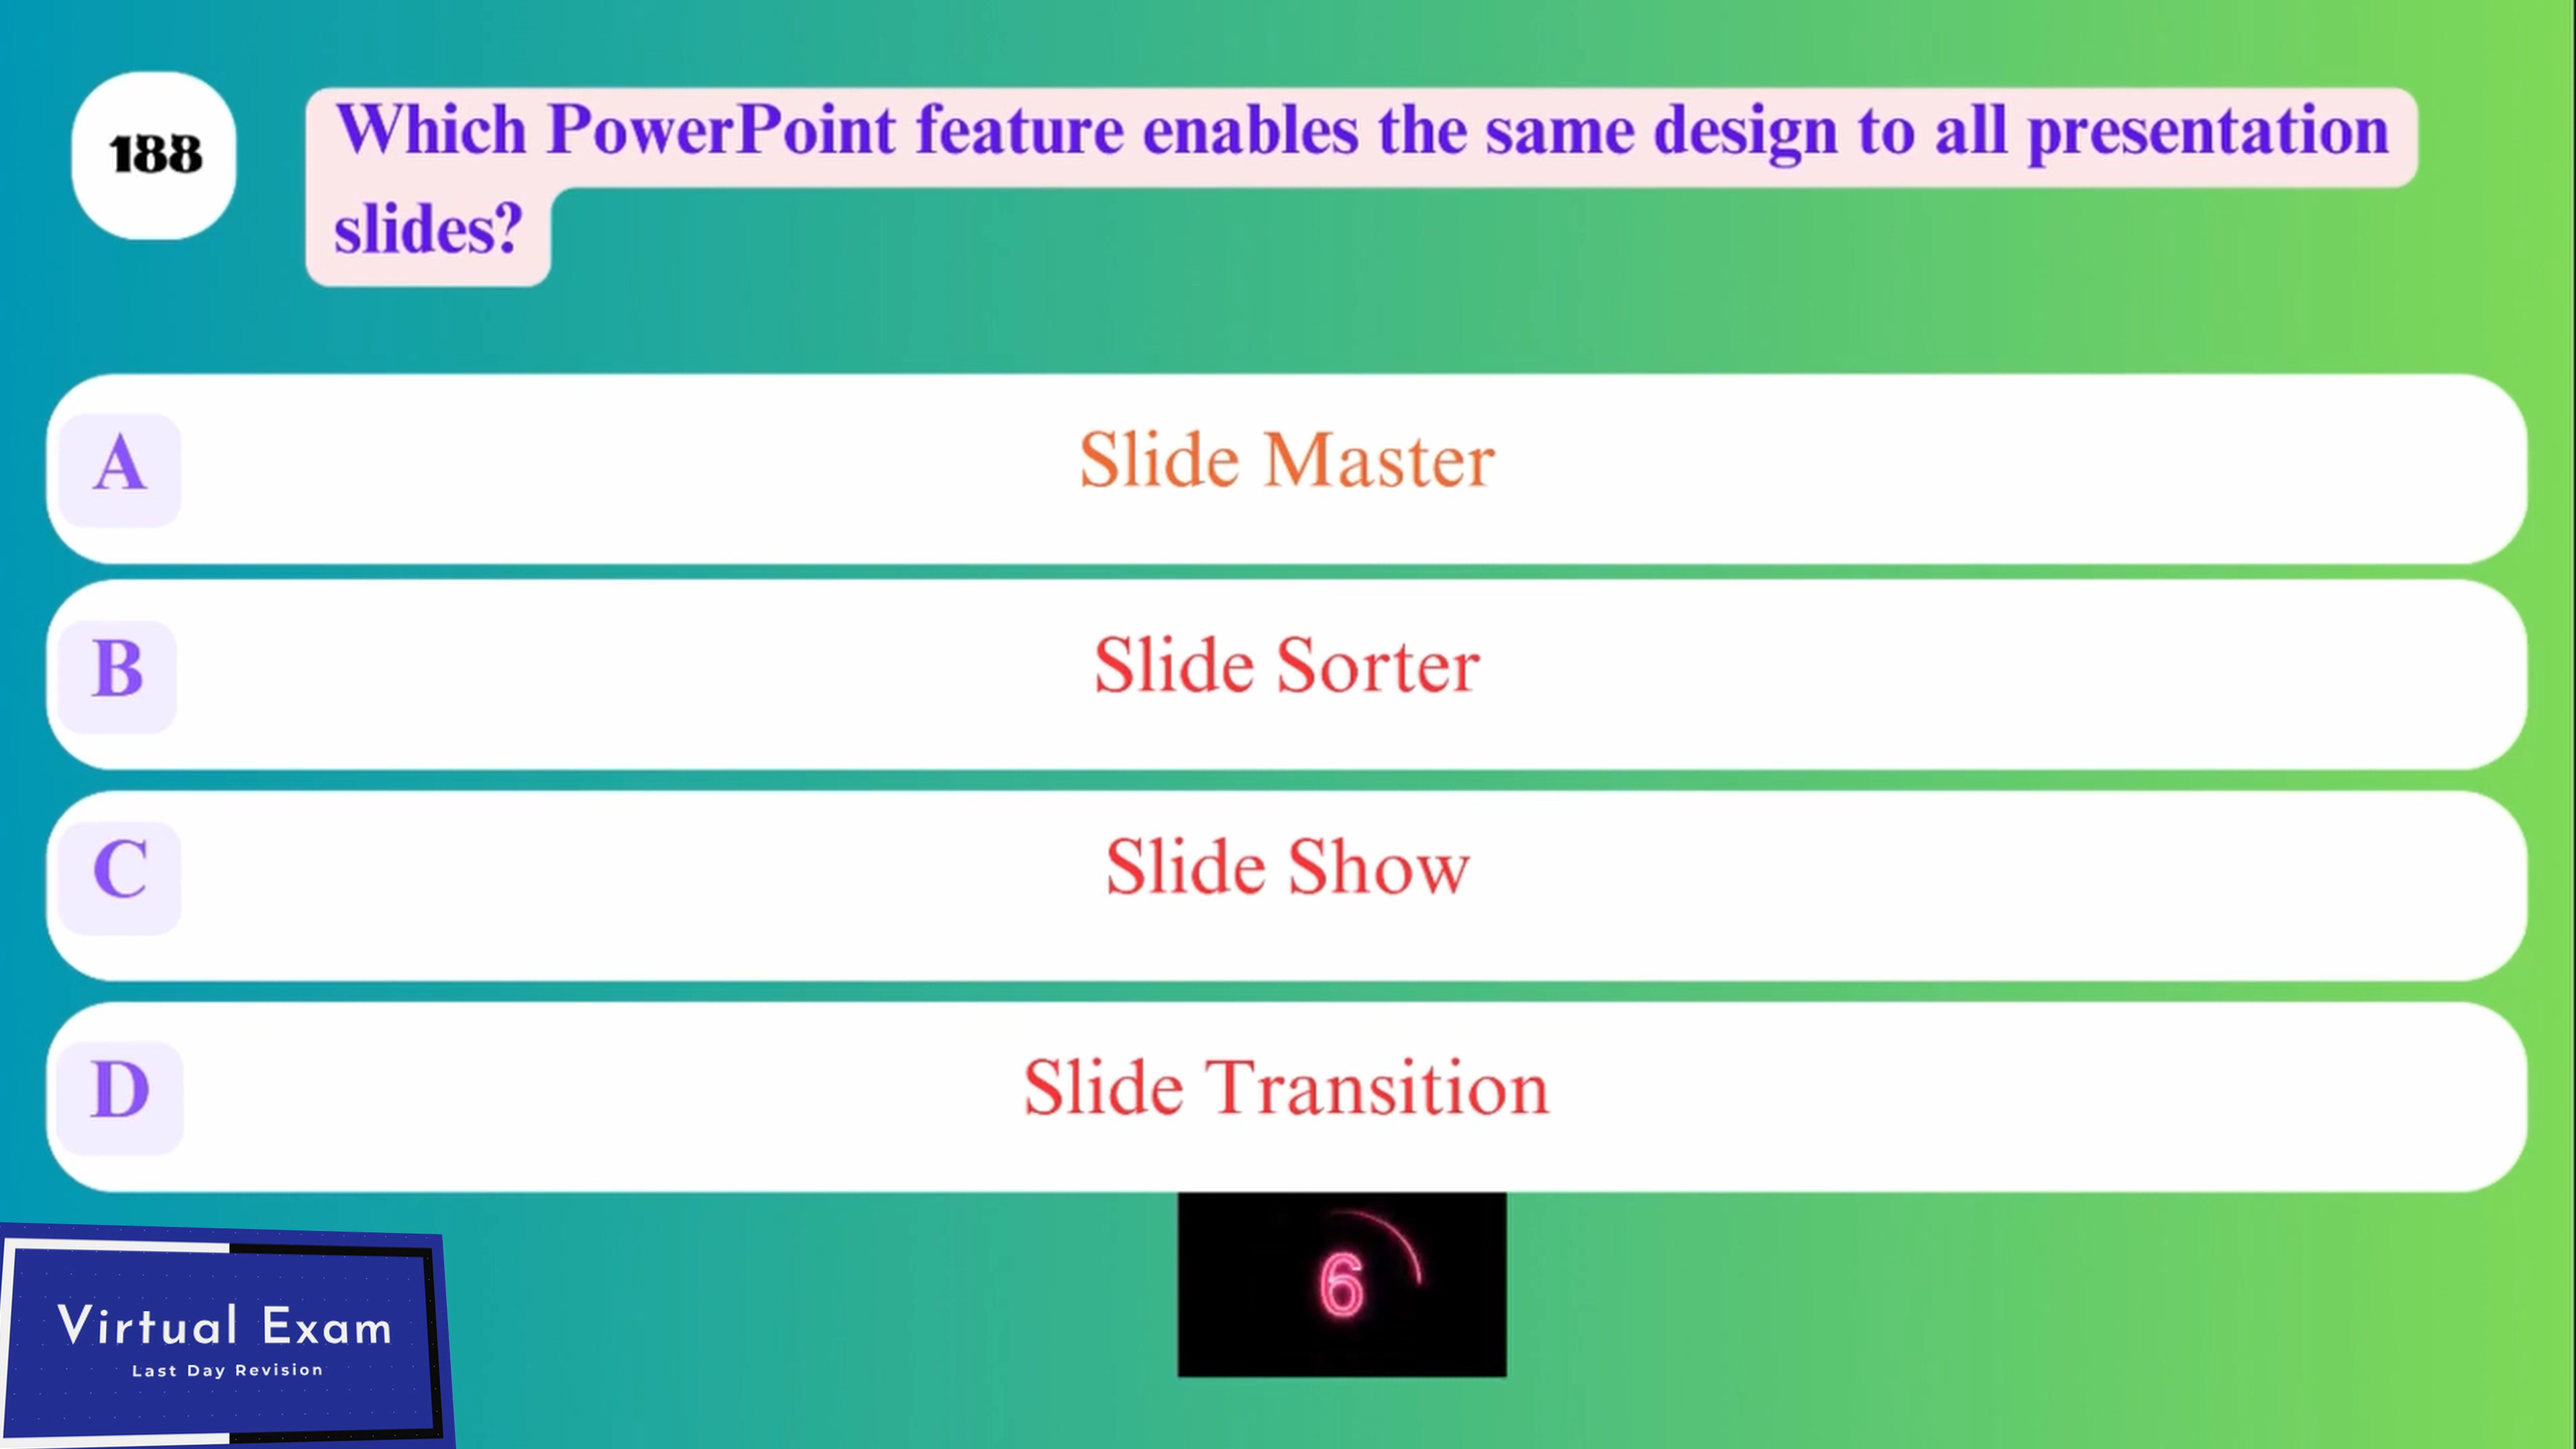 188
Which PowerPoint feature enables the same design to all presentation
slides?
A
Slide Master
B
Slide Sorter
C
Slide Show
D
Slide Transition
6
Virtual Exam
Last Day Revision